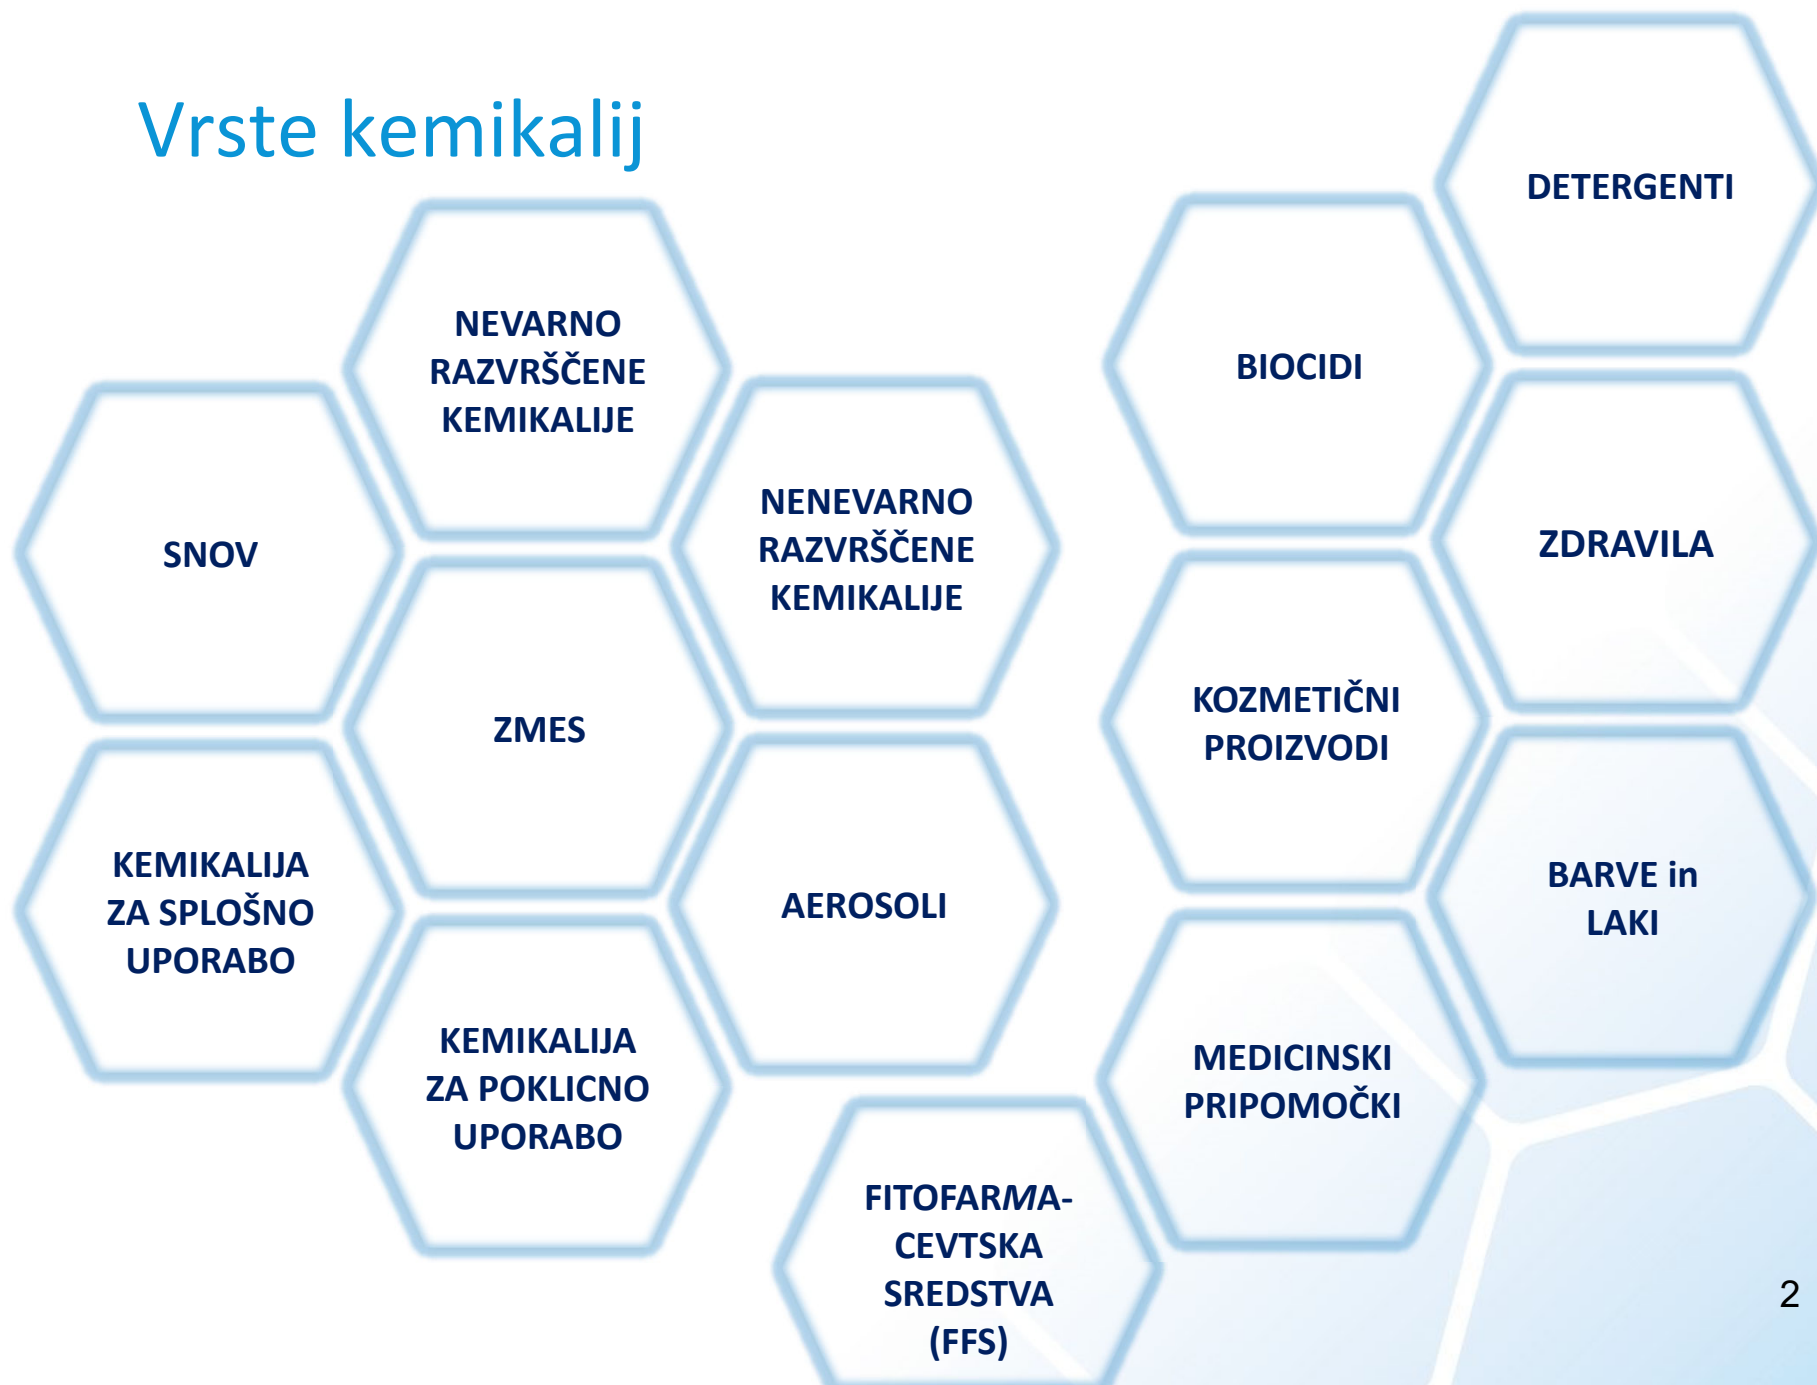 Vrste kemikalij
NEVARNO
RAZVRŠČENE
KEMIKALIJE
SNOV
NENEVARNO
RAZVRŠČENE
KEMIKALIJE
ZMES
KEMIKALIJA
ZA SPLOŠNO
UPORABO
AEROSOLI
KEMIKALIJA
ZA POKLICNO
UPORABO
DETERGENTI
BIOCIDI
ZDRAVILA
KOZMETIČNI
PROIZVODI
BARVE in
LAKI
MEDICINSKI
PRIPOMOČKI
FITOFARMA-
CEVTSKA
SREDSTVA
(FFS)
2